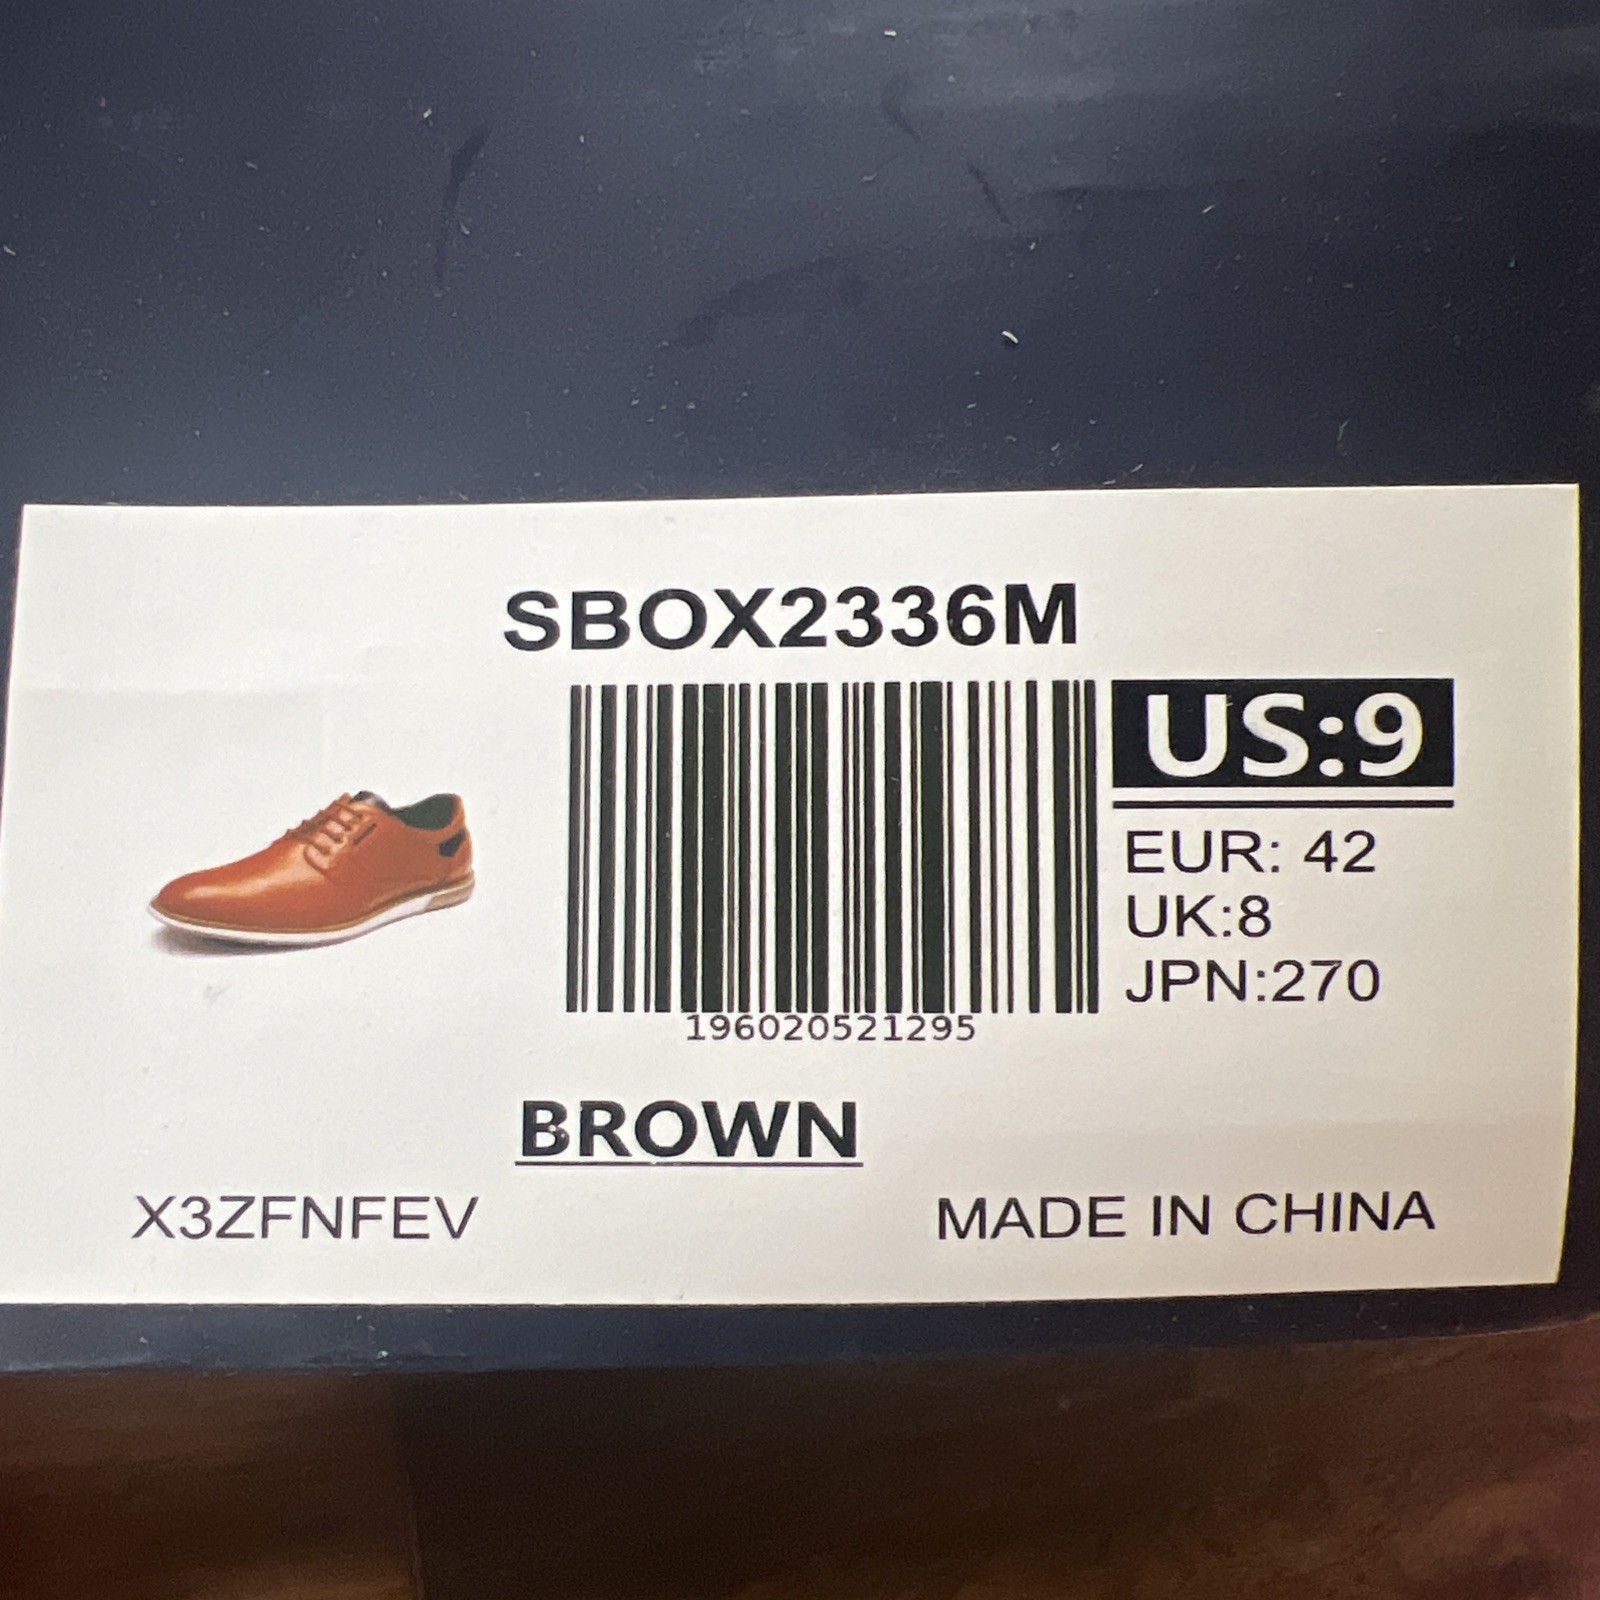 SBOX2336M
US:9
EUR: 42
UK:8
JPN:270
196020521295
BROWN
X3ZFNFEV
MADE IN CHINA